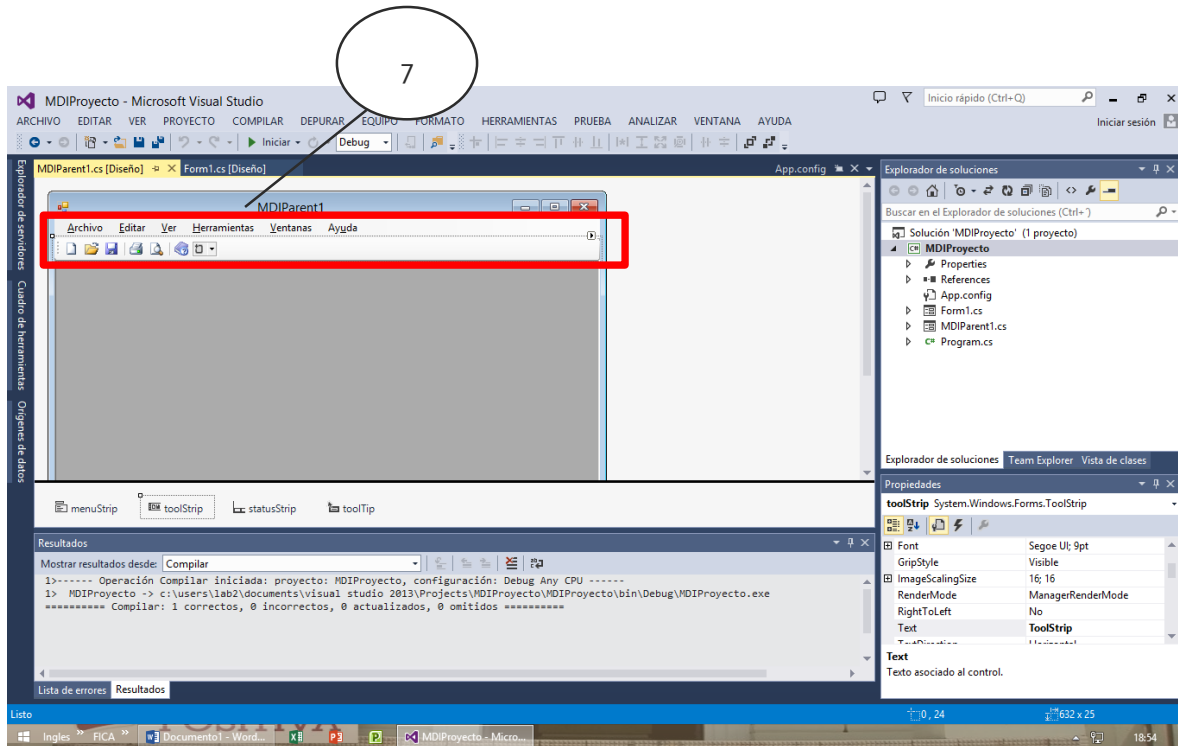 7
MDIProyecto - Microsoft Visual Studio
Inicio rápido (Ctrl+Q)
ARCHIVO EDITAR VER PROYECTO COMPILAR DEPURAR EQUIPO FORMATO HERRAMIENTAS PRUEBA ANALIZAR VENTANA AYUDA
Iniciar sesión
Iniciar
Debug
Explorador de servidores
Cuadro de herramientas
Orígenes de datos
MDIParent1.cs [Diseño]
Form1.cs [Diseño]
App.config
MDIParent1
Archivo Editar Ver Herramientas Ventanas Ayuda
menuStrip
toolStrip
statusStrip
toolTip
Resultados
Mostrar resultados desde: Compilar
1>------ Operación Compilar iniciada: proyecto: MDIProyecto, configuración: Debug Any CPU ------
1> MDIProyecto -> c:\users\lab2\documents\visual studio 2013\Projects\MDIProyecto\MDIProyecto\bin\Debug\MDIProyecto.exe
========== Compilar: 1 correctos, 0 incorrectos, 0 actualizados, 0 omitidos ==========
Lista de errores
Resultados
Explorador de soluciones
Buscar en el Explorador de soluciones (Ctrl+`)
Solución 'MDIProyecto' (1 proyecto)
MDIProyecto
Properties
References
App.config
Form1.cs
MDIParent1.cs
Program.cs
Explorador de soluciones Team Explorer Vista de clases
Propiedades
toolStrip System.Windows.Forms.ToolStrip
Font Segoe UI; 9pt
GripStyle Visible
ImageScalingSize 16; 16
RenderMode ManagerRenderMode
RightToLeft No
Text ToolStrip
TextDirection Horizontal
Text
Texto asociado al control.
Listo
0 , 24
632 x 25
POSITIVA
Ingles
FICA
Documento1 - Word...
MDIProyecto - Micro...
18:54